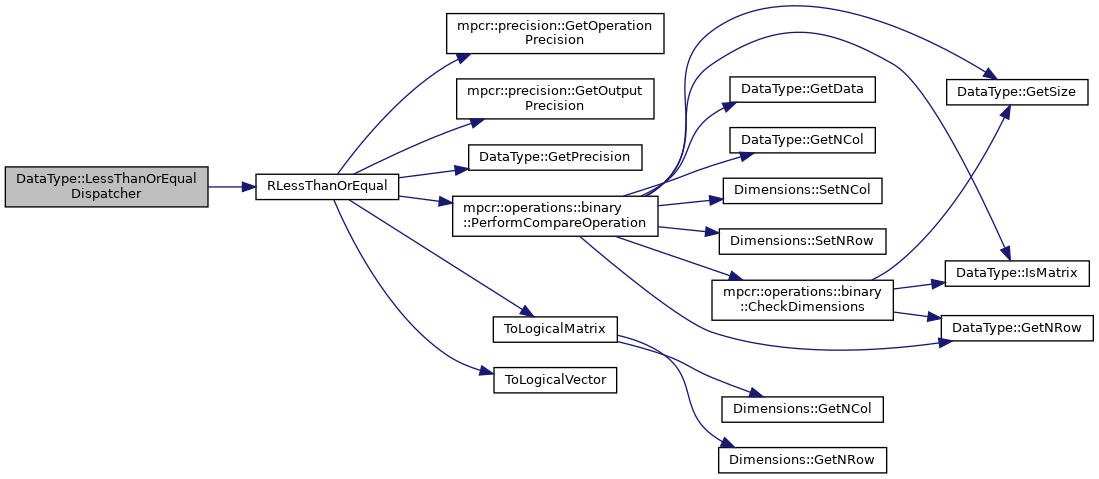 DataType::LessThanOrEqual
Dispatcher
RLessThanOrEqual
mpcr::precision::GetOperation
Precision
mpcr::precision::GetOutput
Precision
DataType::GetPrecision
mpcr::operations::binary
::PerformCompareOperation
ToLogicalMatrix
ToLogicalVector
DataType::GetData
DataType::GetNCol
Dimensions::SetNCol
Dimensions::SetNRow
mpcr::operations::binary
::CheckDimensions
Dimensions::GetNCol
Dimensions::GetNRow
DataType::GetSize
DataType::IsMatrix
DataType::GetNRow